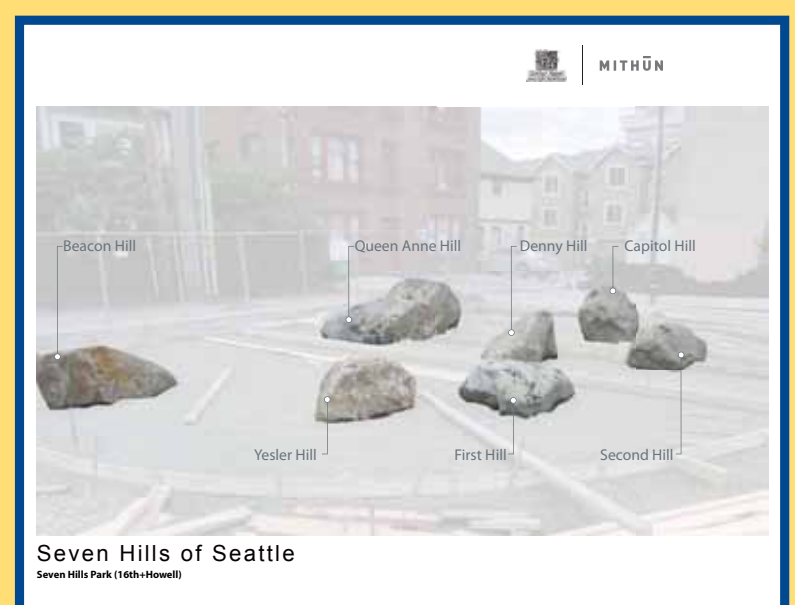 MITHŪN
Beacon Hill
Queen Anne Hill
Denny Hill
Capitol Hill
Yesler Hill
First Hill
Second Hill
Seven Hills of Seattle
Seven Hills Park (16th+Howell)